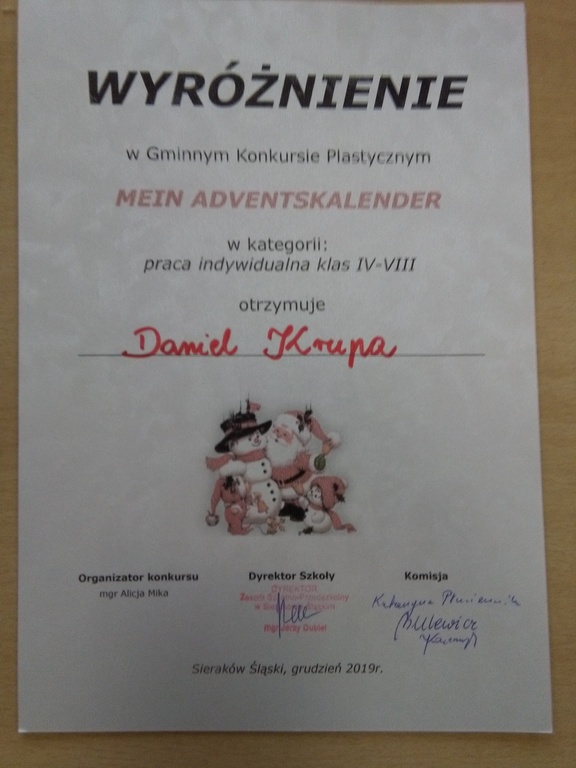 WYRÓŻNIENIE
w Gminnym Konkursie Plastycznym
MEIN ADVENTSKALENDER
w kategorii:
praca indywidualna klas IV-VIII
otrzymuje
Daniel Krupa
Organizator konkursu
mgr Alicja Mika
Dyrektor Szkoły
DYREKTOR
mgr Jerzy Gubiel
Komisja
Katarzyna
Sieraków Śląski, grudzień 2019r.